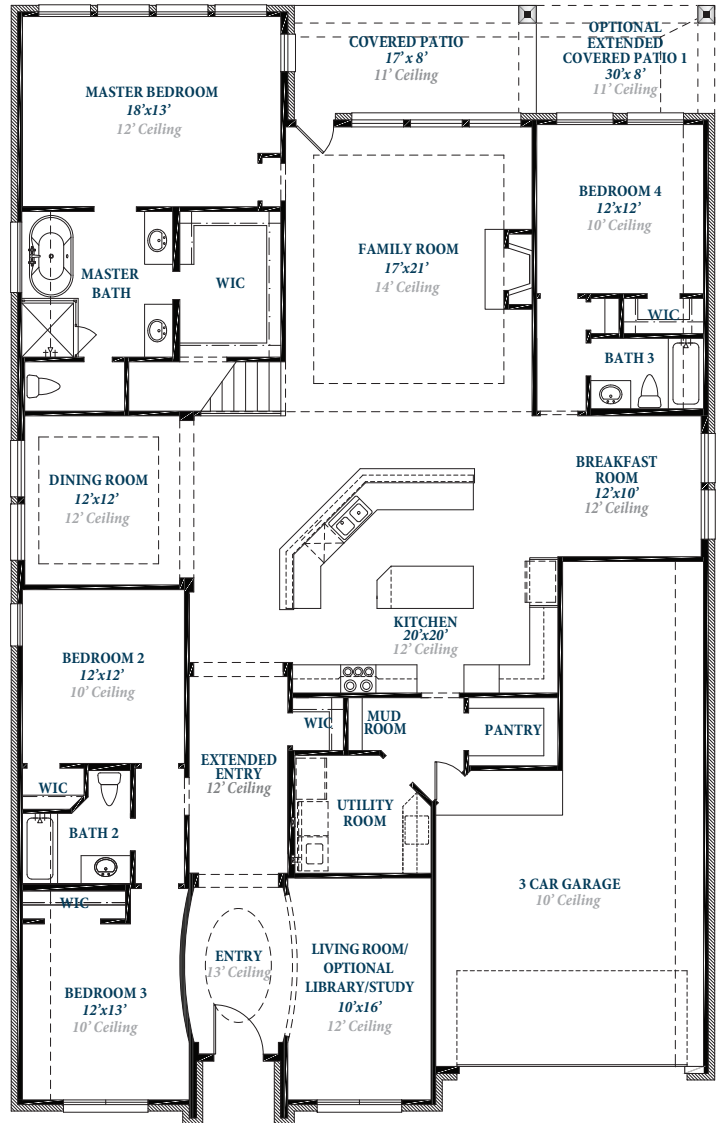 COVERED PATIO
17'x 8'
11' Ceiling
OPTIONAL
EXTENDED
COVERED PATIO 1
30'x 8'
11' Ceiling
MASTER BEDROOM
18'x13'
12' Ceiling
BEDROOM 4
12'x12'
10' Ceiling
FAMILY ROOM
17'x21'
14' Ceiling
MASTER
BATH
WIC
WIC
BATH 3
DINING ROOM
12'x12'
12' Ceiling
BREAKFAST
ROOM
12'x10'
12' Ceiling
KITCHEN
20'x20'
12' Ceiling
BEDROOM 2
12'x12'
10' Ceiling
WIC
MUD
ROOM
PANTRY
EXTENDED
ENTRY
12' Ceiling
WIC
UTILITY
ROOM
BATH 2
3 CAR GARAGE
10' Ceiling
WIC
ENTRY
13' Ceiling
LIVING ROOM/
OPTIONAL
LIBRARY/STUDY
10'x16'
12' Ceiling
BEDROOM 3
12'x13'
10' Ceiling